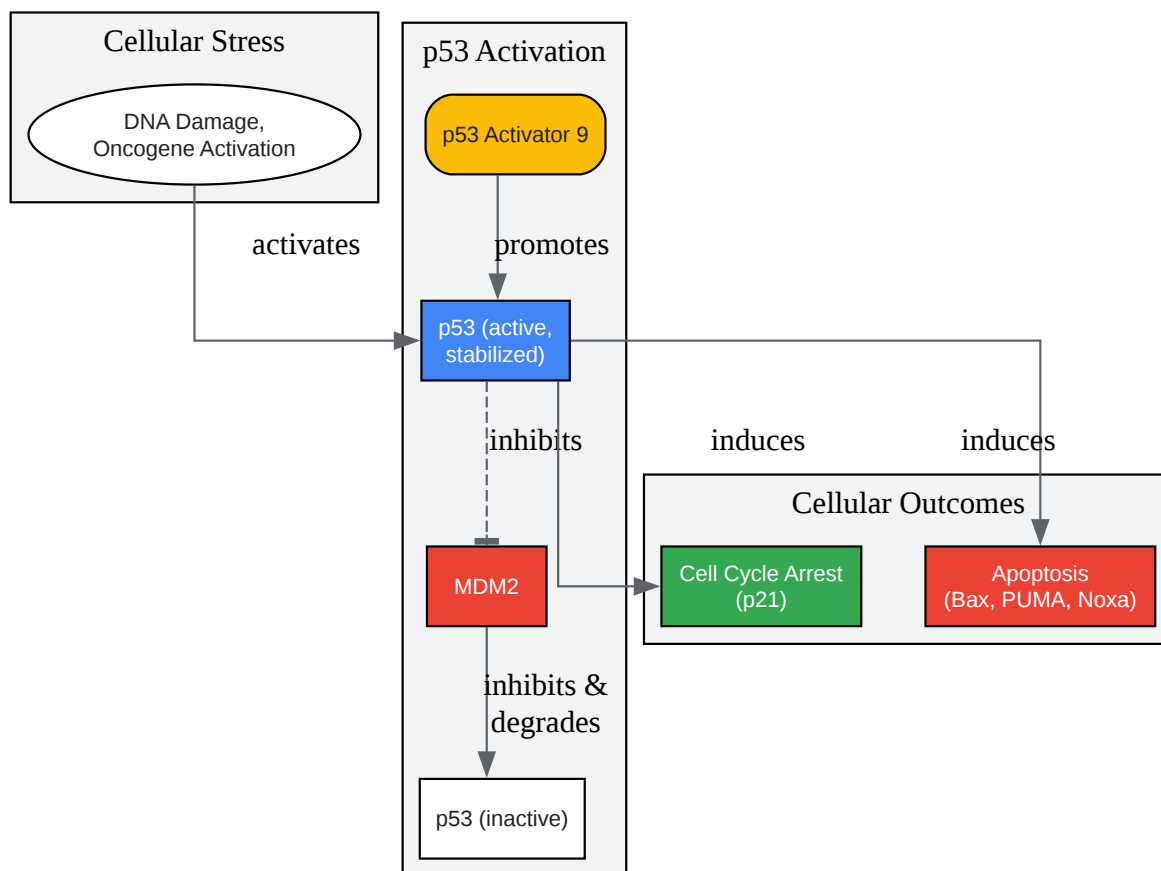 Cellular Stress
DNA Damage,
Oncogene Activation
activates
p53 Activation
p53 Activator 9
promotes
p53 (active,
stabilized)
inhibits
MDM2
inhibits &
degrades
p53 (inactive)
induces
induces
Cellular Outcomes
Cell Cycle Arrest
(p21)
Apoptosis
(Bax, PUMA, Noxa)